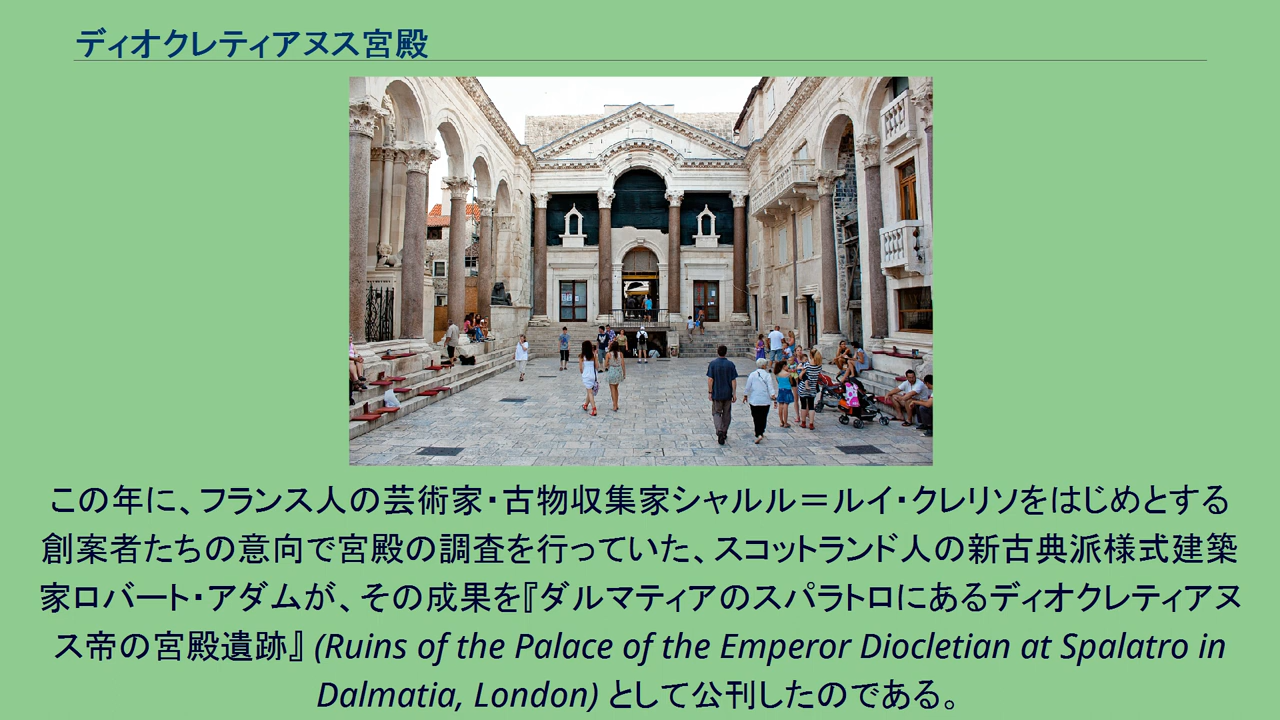 ディオクレティアヌス宮殿
この年に、フランス人の芸術家・古物収集家シャルル＝ルイ・クレリソをはじめとする
創案者たちの意向で宮殿の調査を行っていた、スコットランド人の新古典派様式建築
家ロバート・アダムが、その成果を『ダルマティアのスパラトロにあるディオクレティアヌ
ス帝の宮殿遺跡』 (Ruins of the Palace of the Emperor Diocletian at Spalatro in
Dalmatia, London) として公刊したのである。